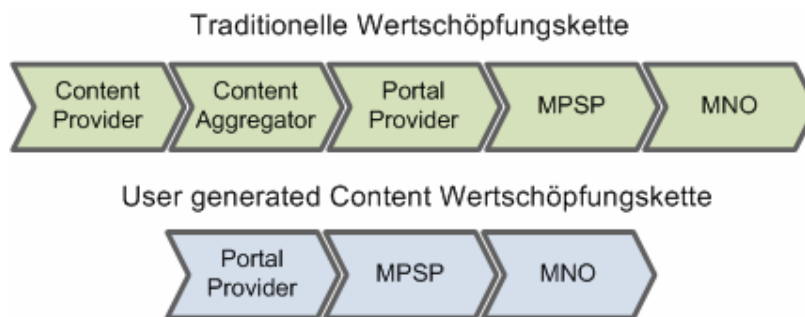 Traditionelle Wertschöpfungskette
Content
Provider
Content
Aggregator
Portal
Provider
MPSP
MNO
User generated Content Wertschöpfungskette
Portal
Provider
MPSP
MNO